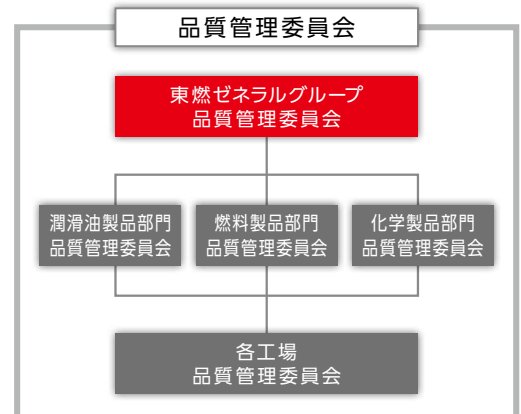 品質管理委員会
東燃ゼネラルグループ
品質管理委員会
潤滑油製品部門
品質管理委員会
燃料製品部門
品質管理委員会
化学製品部門
品質管理委員会
各工場
品質管理委員会